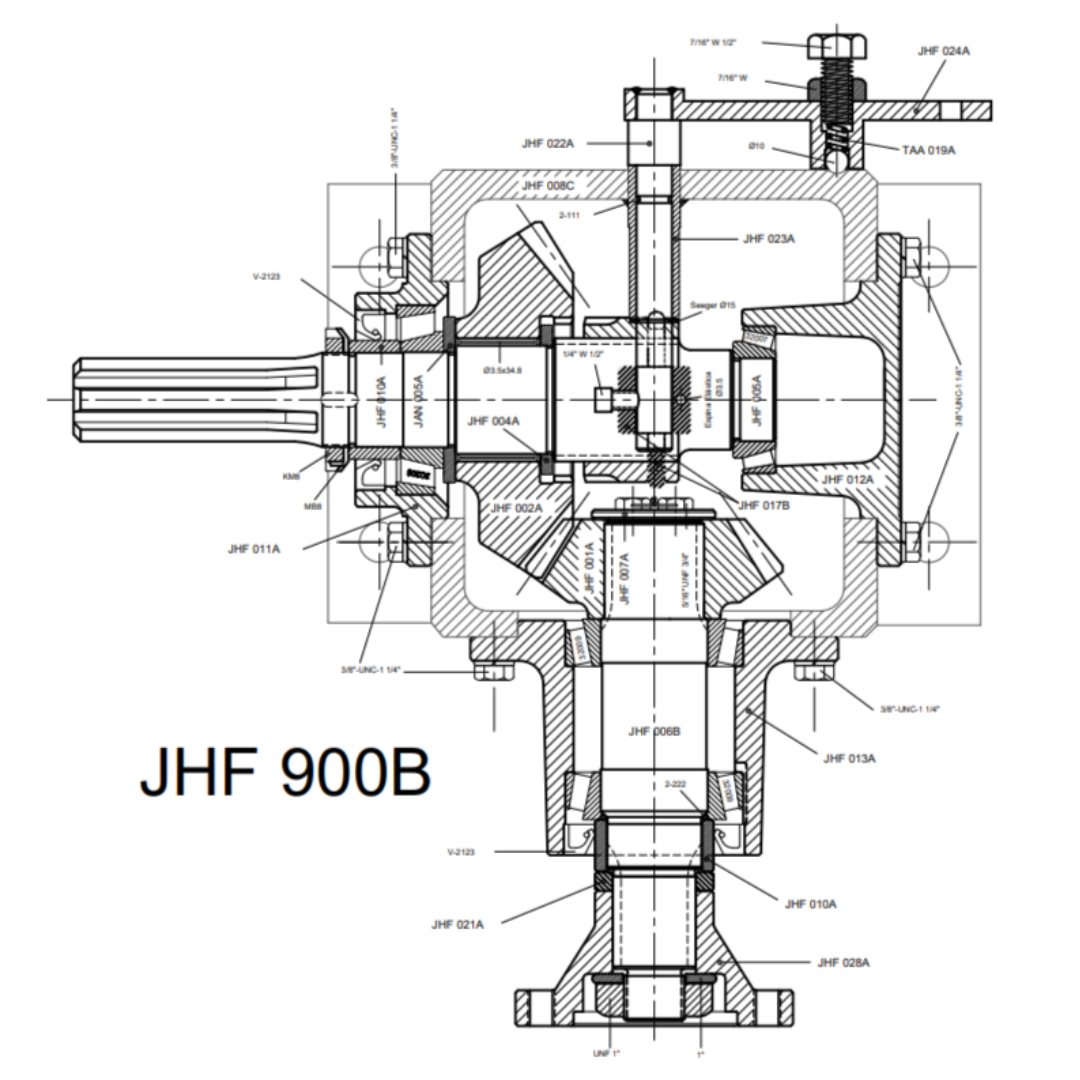 7/16" W 1/2"
JHF 024A
7/16" W
3/8"-UNC-1 1/4"
JHF 022A
Ø10
TAA 019A
JHF 008C
2-111
JHF 023A
V-2123
Seeger Ø15
32007
1/4" W 1/2"
Ø3.5x34.8
JHF 010A
JAN 005A
Espina elástica
Ø3.5
JHF 005A
3/8"-UNC-1 1/4"
JHF 004A
KM8
MB8
JHF 002A
JHF 017B
JHF 012A
JHF 011A
JHF 001A
JHF 007A
5/16" UNF 3/4"
32009
3/8"-UNC-1 1/4"
3/8"-UNC-1 1/4"
JHF 006B
JHF 013A
JHF 900B
2-222
32009
V-2123
JHF 010A
JHF 021A
JHF 028A
UNF 1"
1"